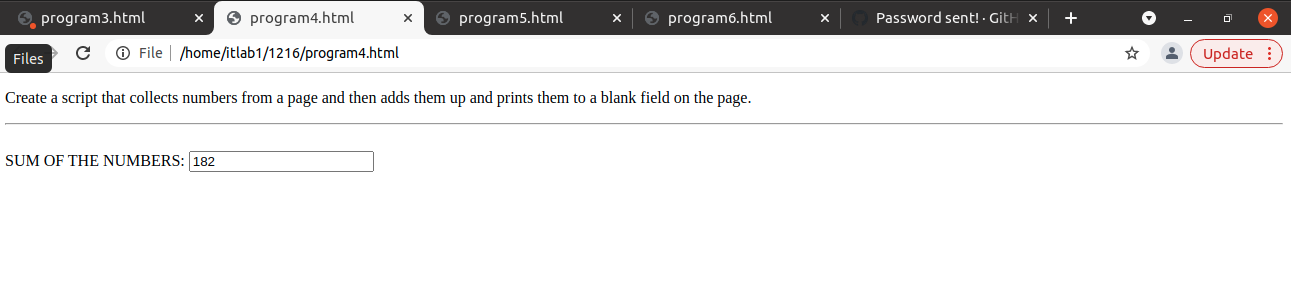 program3.html
program4.html
program5.html
program6.html
Password sent! · GitH
Files
File
/home/itlab1/1216/program4.html
Update
Create a script that collects numbers from a page and then adds them up and prints them to a blank field on the page.
SUM OF THE NUMBERS: 182